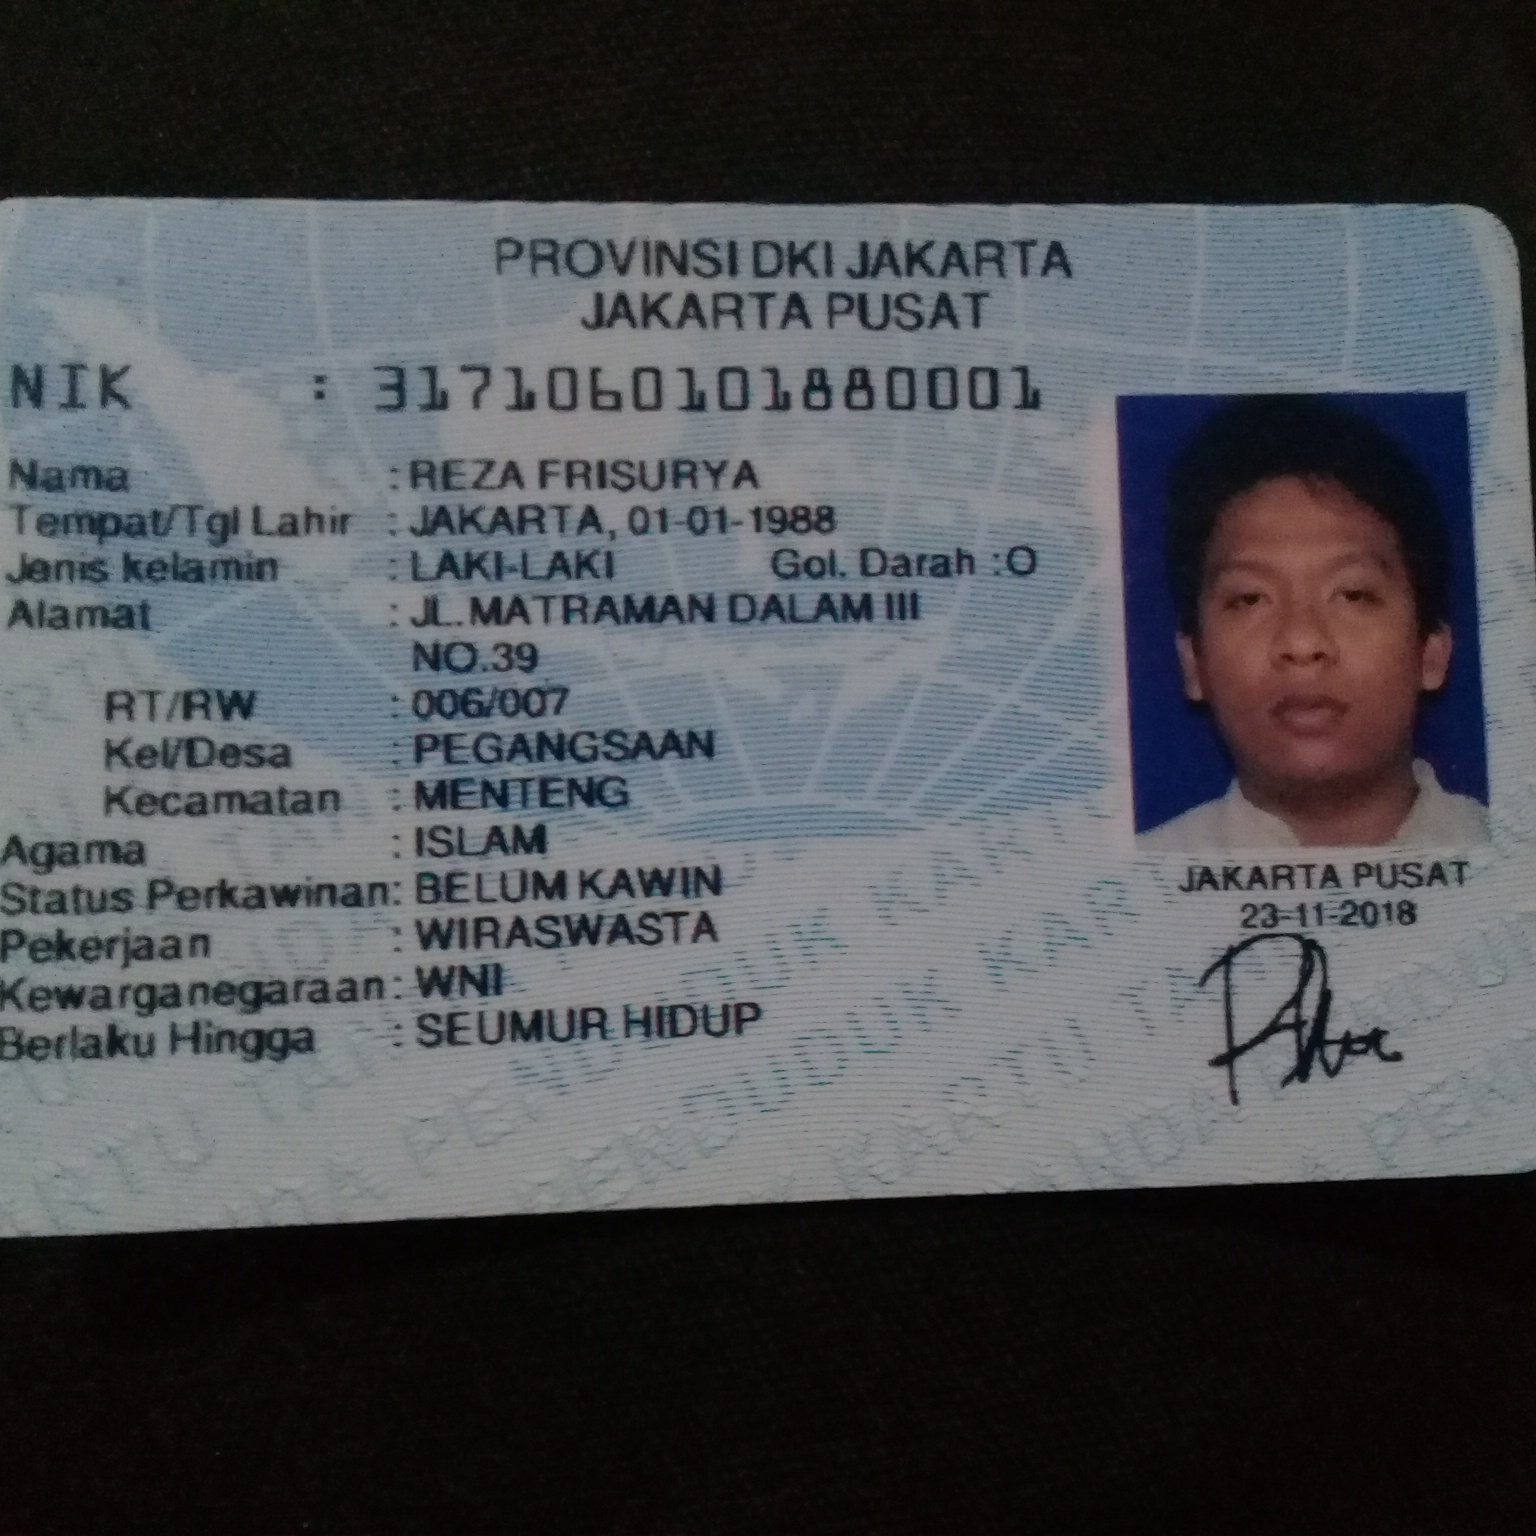 PROVINSI DKI JAKARTA
JAKARTA PUSAT
NIK : 3171060101880001
Nama : REZA FRISURYA
Tempat/Tgl Lahir : JAKARTA, 01-01-1988
Jenis kelamin : LAKI-LAKI Gol. Darah : O
Alamat : JL. MATRAMAN DALAM III
NO.39
RT/RW : 006/007
Kel/Desa : PEGANGSAAN
Kecamatan : MENTENG
Agama : ISLAM
Status Perkawinan: BELUM KAWIN
Pekerjaan : WIRASWASTA
Kewarganegaraan: WNI
Berlaku Hingga : SEUMUR HIDUP
JAKARTA PUSAT
23-11-2018